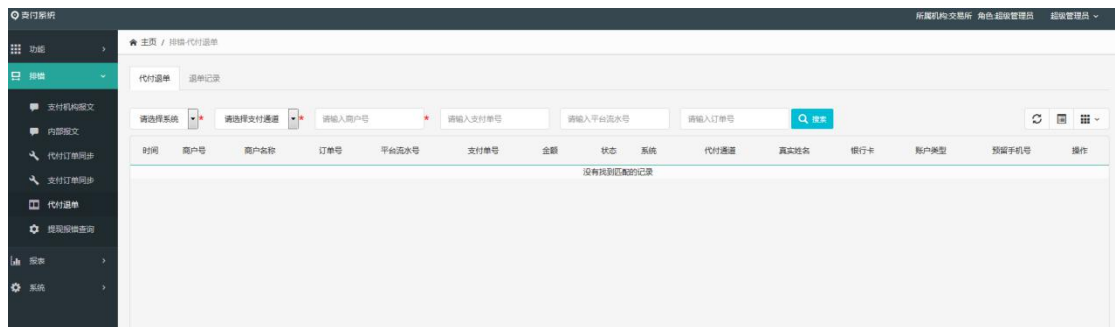 支付系统
所属机构:交易所 角色:超级管理员 超级管理员
功能
排错
支付机构报文
内部报文
代付订单同步
支付订单同步
代付退单
提现报错查询
报表
系统
主页 / 排错-代付退单
代付退单 退单记录
请选择系统 * 请选择支付通道 * 请输入商户号 * 请输入支付单号 请输入平台流水号 请输入订单号 搜索
时间 商户号 商户名称 订单号 平台流水号 支付单号 金额 状态 系统 代付通道 真实姓名 银行卡 账户类型 预留手机号 操作
没有找到匹配的记录